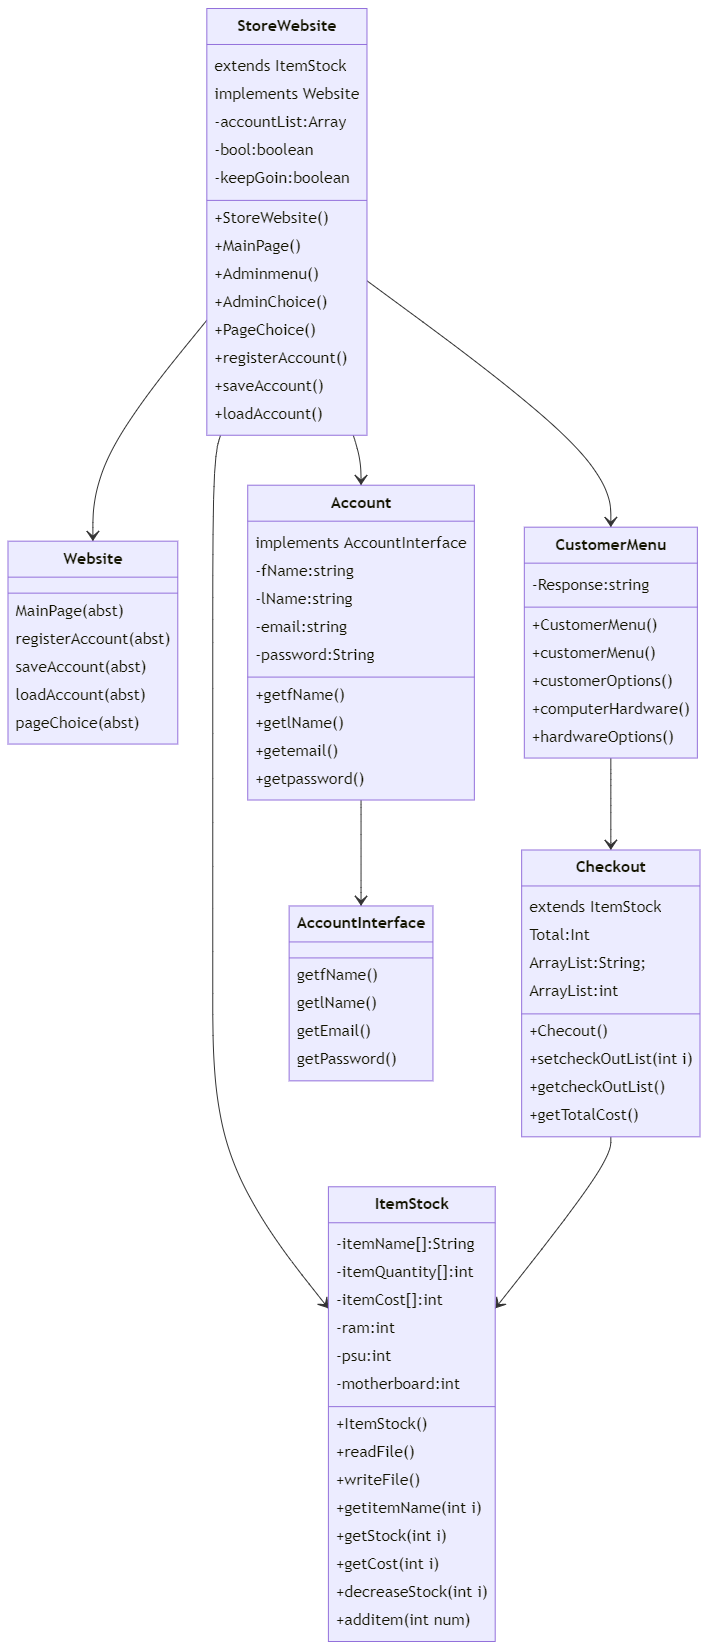 StoreWebsite
extends ItemStock
implements Website
-accountList:Array
-bool:boolean
-keepGoin:boolean
+StoreWebsite()
+MainPage()
+Adminmenu()
+AdminChoice()
+PageChoice()
+registerAccount()
+saveAccount()
+loadAccount()
Website
MainPage(abst)
registerAccount(abst)
saveAccount(abst)
loadAccount(abst)
pageChoice(abst)
Account
implements AccountInterface
-fName:string
-lName:string
-email:string
-password:String
+getfName()
+getlName()
+getemail()
+getpassword()
CustomerMenu
-Response:string
+CustomerMenu()
+customerMenu()
+customerOptions()
+computerHardware()
+hardwareOptions()
AccountInterface
getfName()
getlName()
getEmail()
getPassword()
Checkout
extends ItemStock
Total:Int
ArrayList:String;
ArrayList:int
+Checout()
+setcheckOutList(int i)
+getcheckOutList()
+getTotalCost()
ItemStock
-itemName[]:String
-itemQuantity[]:int
-itemCost[]:int
-ram:int
-psu:int
-motherboard:int
+ItemStock()
+readFile()
+writeFile()
+getitemName(int i)
+getStock(int i)
+getCost(int i)
+decreaseStock(int i)
+additem(int num)